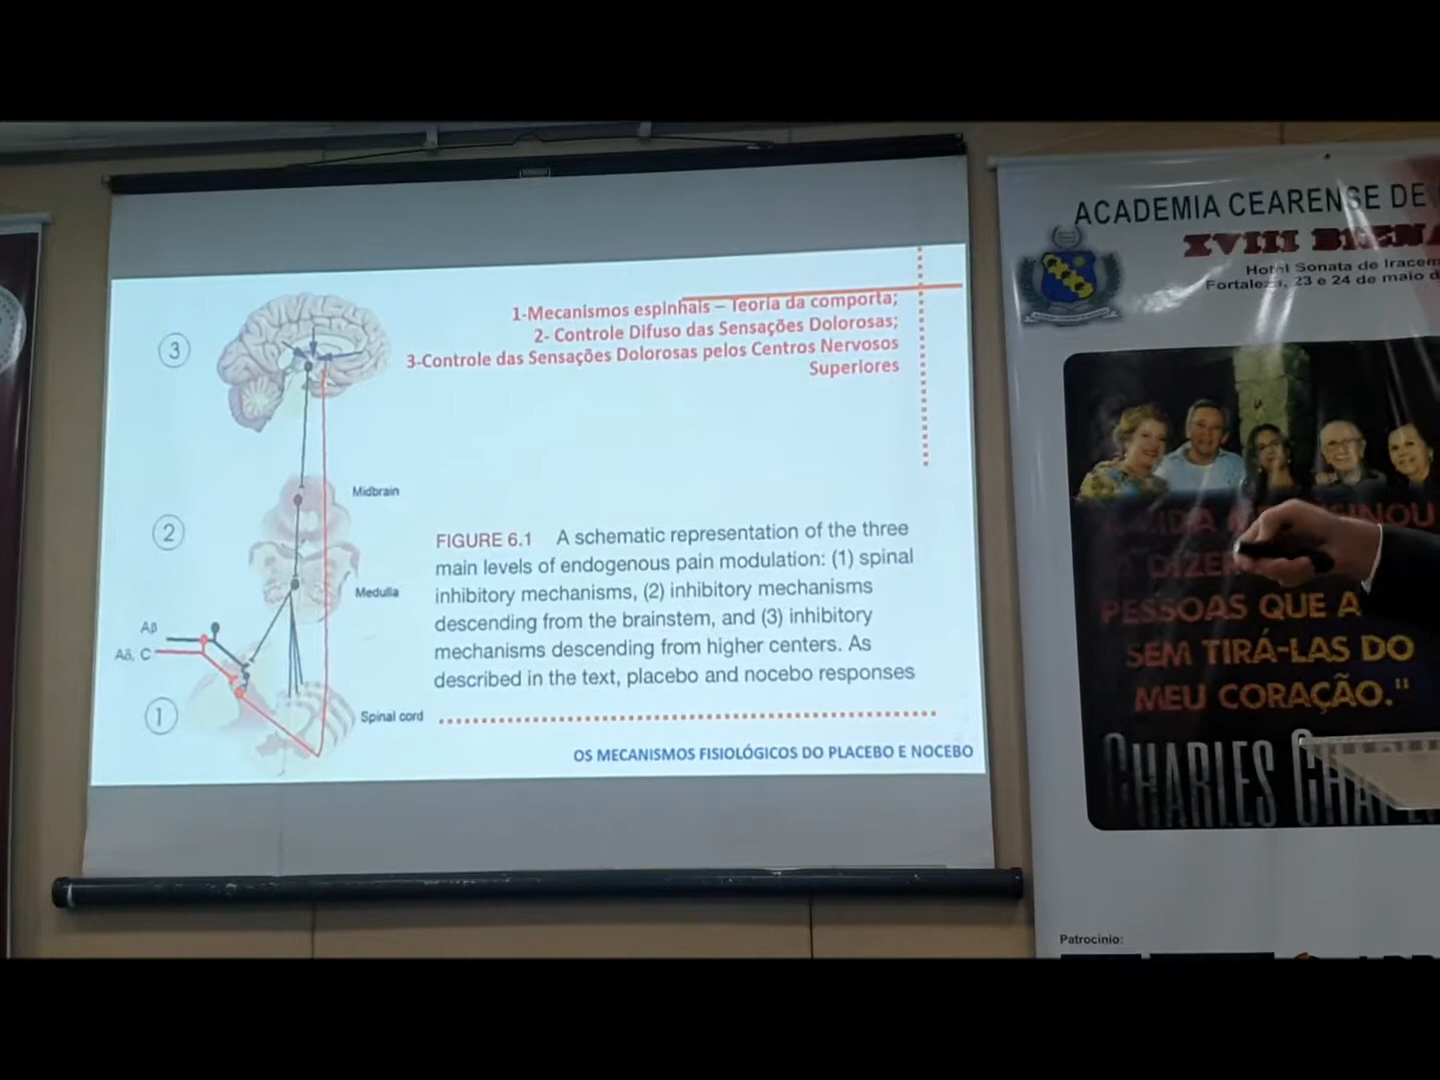 1-Mecanismos espinhais – Teoria da comporta;
2- Controle Difuso das Sensações Dolorosas;
3-Controle das Sensações Dolorosas pelos Centros Nervosos
Superiores
3
Midbrain
2
Medulla
Aβ
Aδ, C
1
Spinal cord
FIGURE 6.1 A schematic representation of the three
main levels of endogenous pain modulation: (1) spinal
inhibitory mechanisms, (2) inhibitory mechanisms
descending from the brainstem, and (3) inhibitory
mechanisms descending from higher centers. As
described in the text, placebo and nocebo responses
OS MECANISMOS FISIOLÓGICOS DO PLACEBO E NOCEBO
ACADEMIA CEARENSE DE
XVIII
Hotel Sonata de
Fortaleza, 23 e 24 de maio
A VIDA
PESSOAS QUE A
SEM TIRÁ-LAS DO
MEU CORAÇÃO."
CHARLES
Patrocínio: